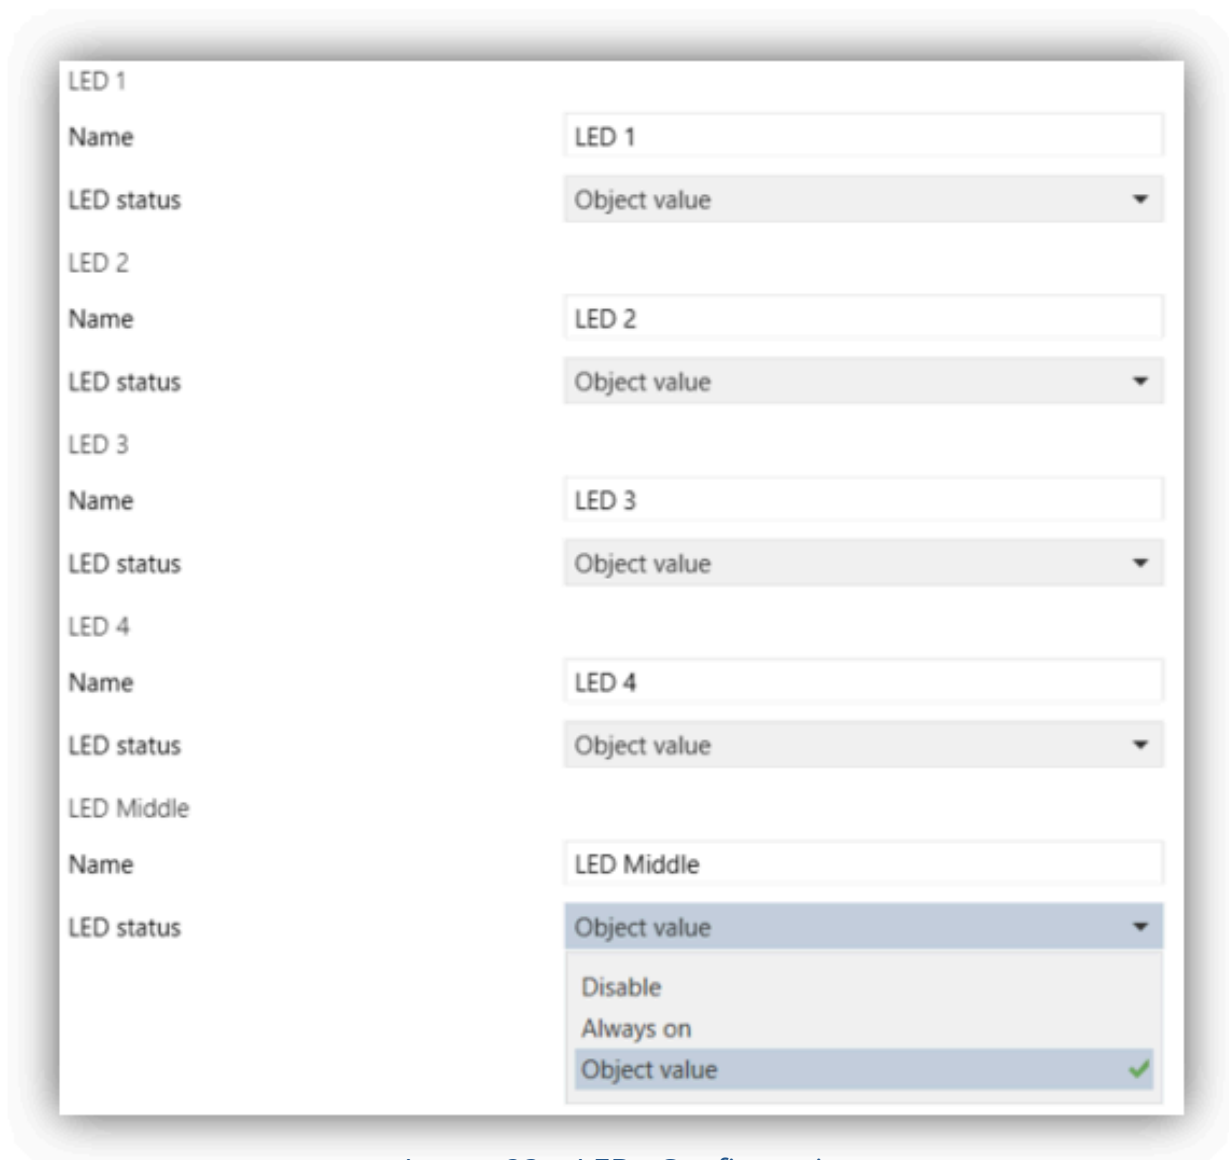 LED 1
Name LED 1
LED status Object value
LED 2
Name LED 2
LED status Object value
LED 3
Name LED 3
LED status Object value
LED 4
Name LED 4
LED status Object value
LED Middle
Name LED Middle
LED status Object value
Disable
Always on
Object value